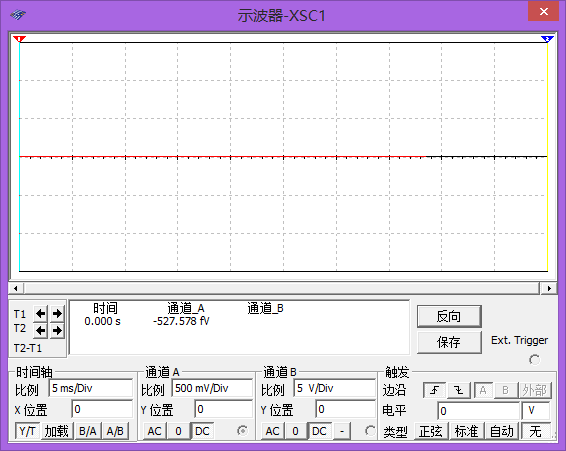 示波器-XSC1
时间 通道_A 通道_B
T1 0.000 s -527.578 fV
T2
T2-T1
反向
保存
Ext. Trigger
时间轴 通道 A 通道 B 触发
比例 5 ms/Div 比例 500 mV/Div 比例 5 V/Div 边沿 A B 外部
X 位置 0 Y 位置 0 Y 位置 0 电平 0 V
Y/T 加载 B/A A/B AC 0 DC AC 0 DC - 类型 正弦 标准 自动 无